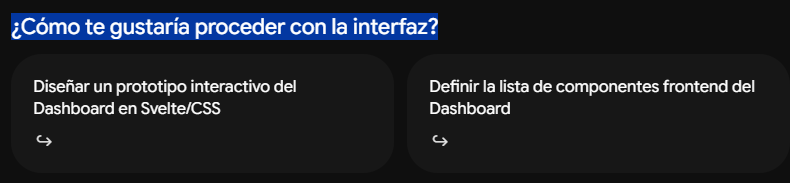 ¿Cómo te gustaría proceder con la interfaz?
Diseñar un prototipo interactivo del
Dashboard en Svelte/CSS
Definir la lista de componentes frontend del
Dashboard